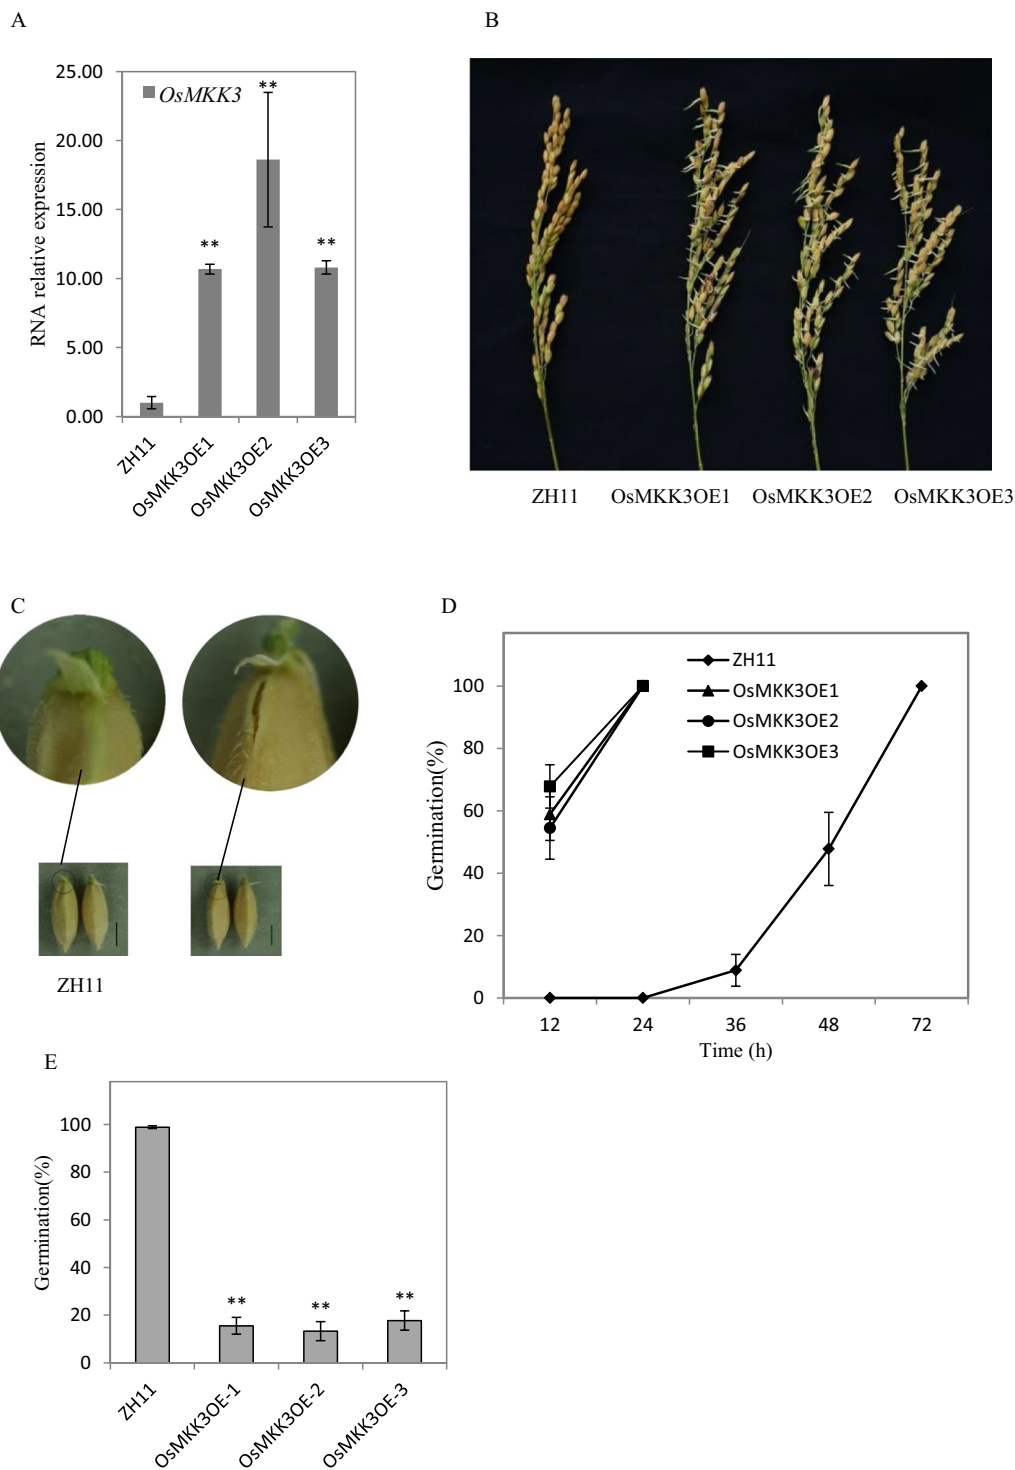 A
B
25.00
20.00
15.00
10.00
5.00
0.00
RNA relative expression
OsMKK3
**
**
**
ZH11
OsMKK3OE1
OsMKK3OE2
OsMKK3OE3
ZH11 OsMKK3OE1 OsMKK3OE2 OsMKK3OE3
C
ZH11
D
Germination(%)
100
80
60
40
20
0
ZH11
OsMKK3OE1
OsMKK3OE2
OsMKK3OE3
12 24 36 48 72
Time (h)
E
Germination(%)
100
80
60
40
20
0
** ** **
ZH11
OsMKK3OE-1
OsMKK3OE-2
OsMKK3OE-3